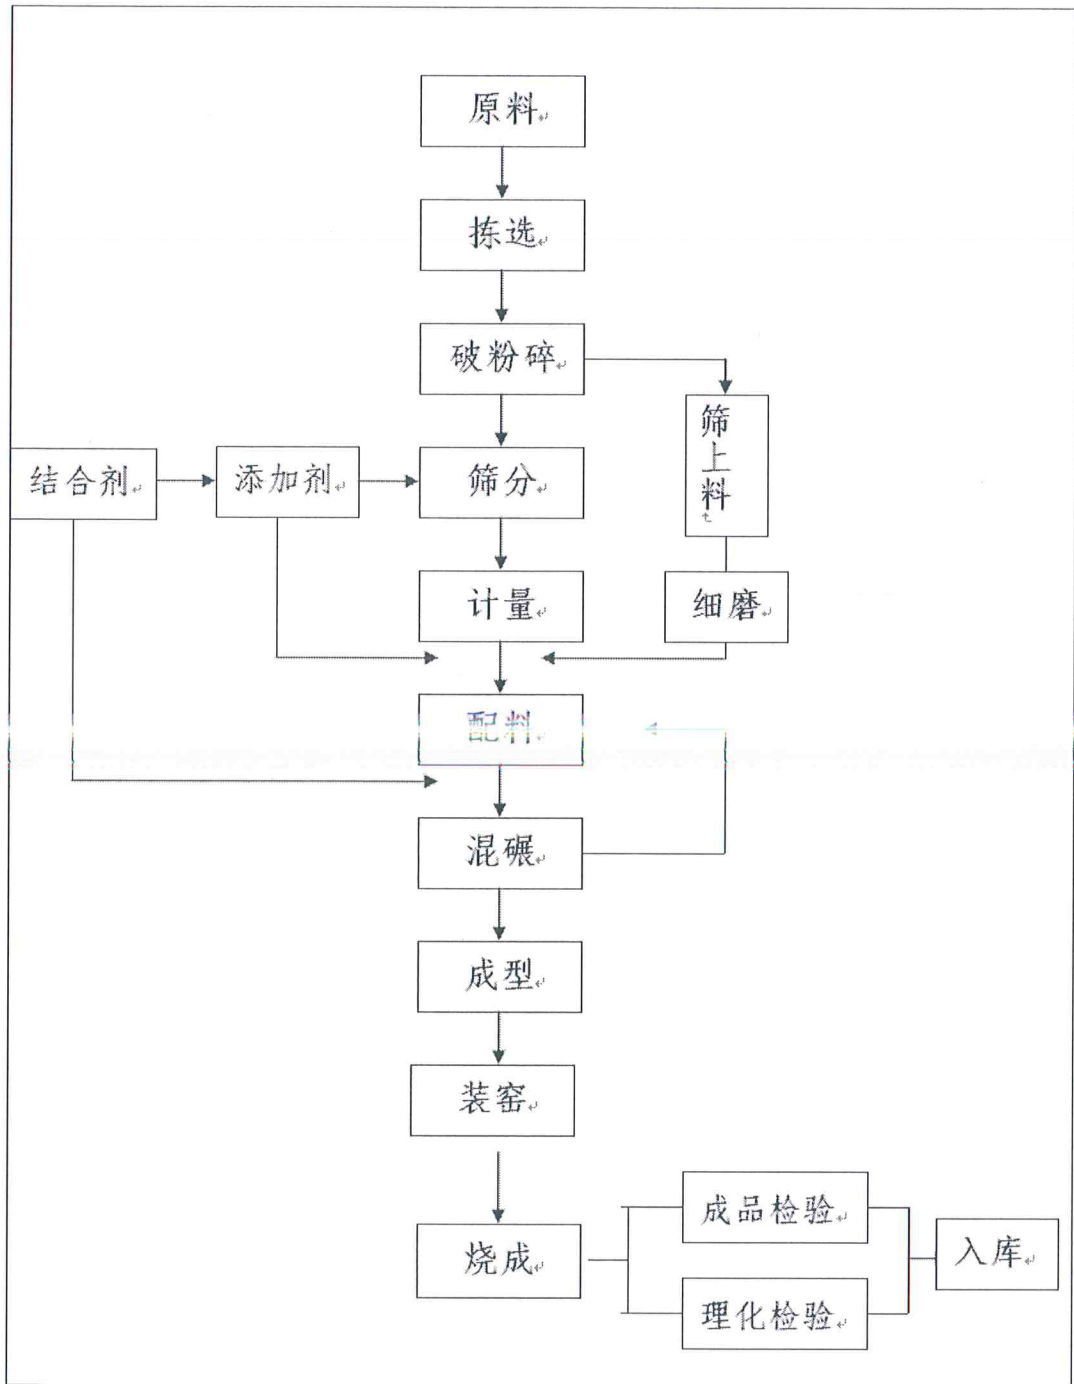 原料
拣选
破粉碎
筛上料
结合剂
添加剂
筛分
计量
细磨
配料
混碾
成型
装窑
成品检验
烧成
入库
理化检验